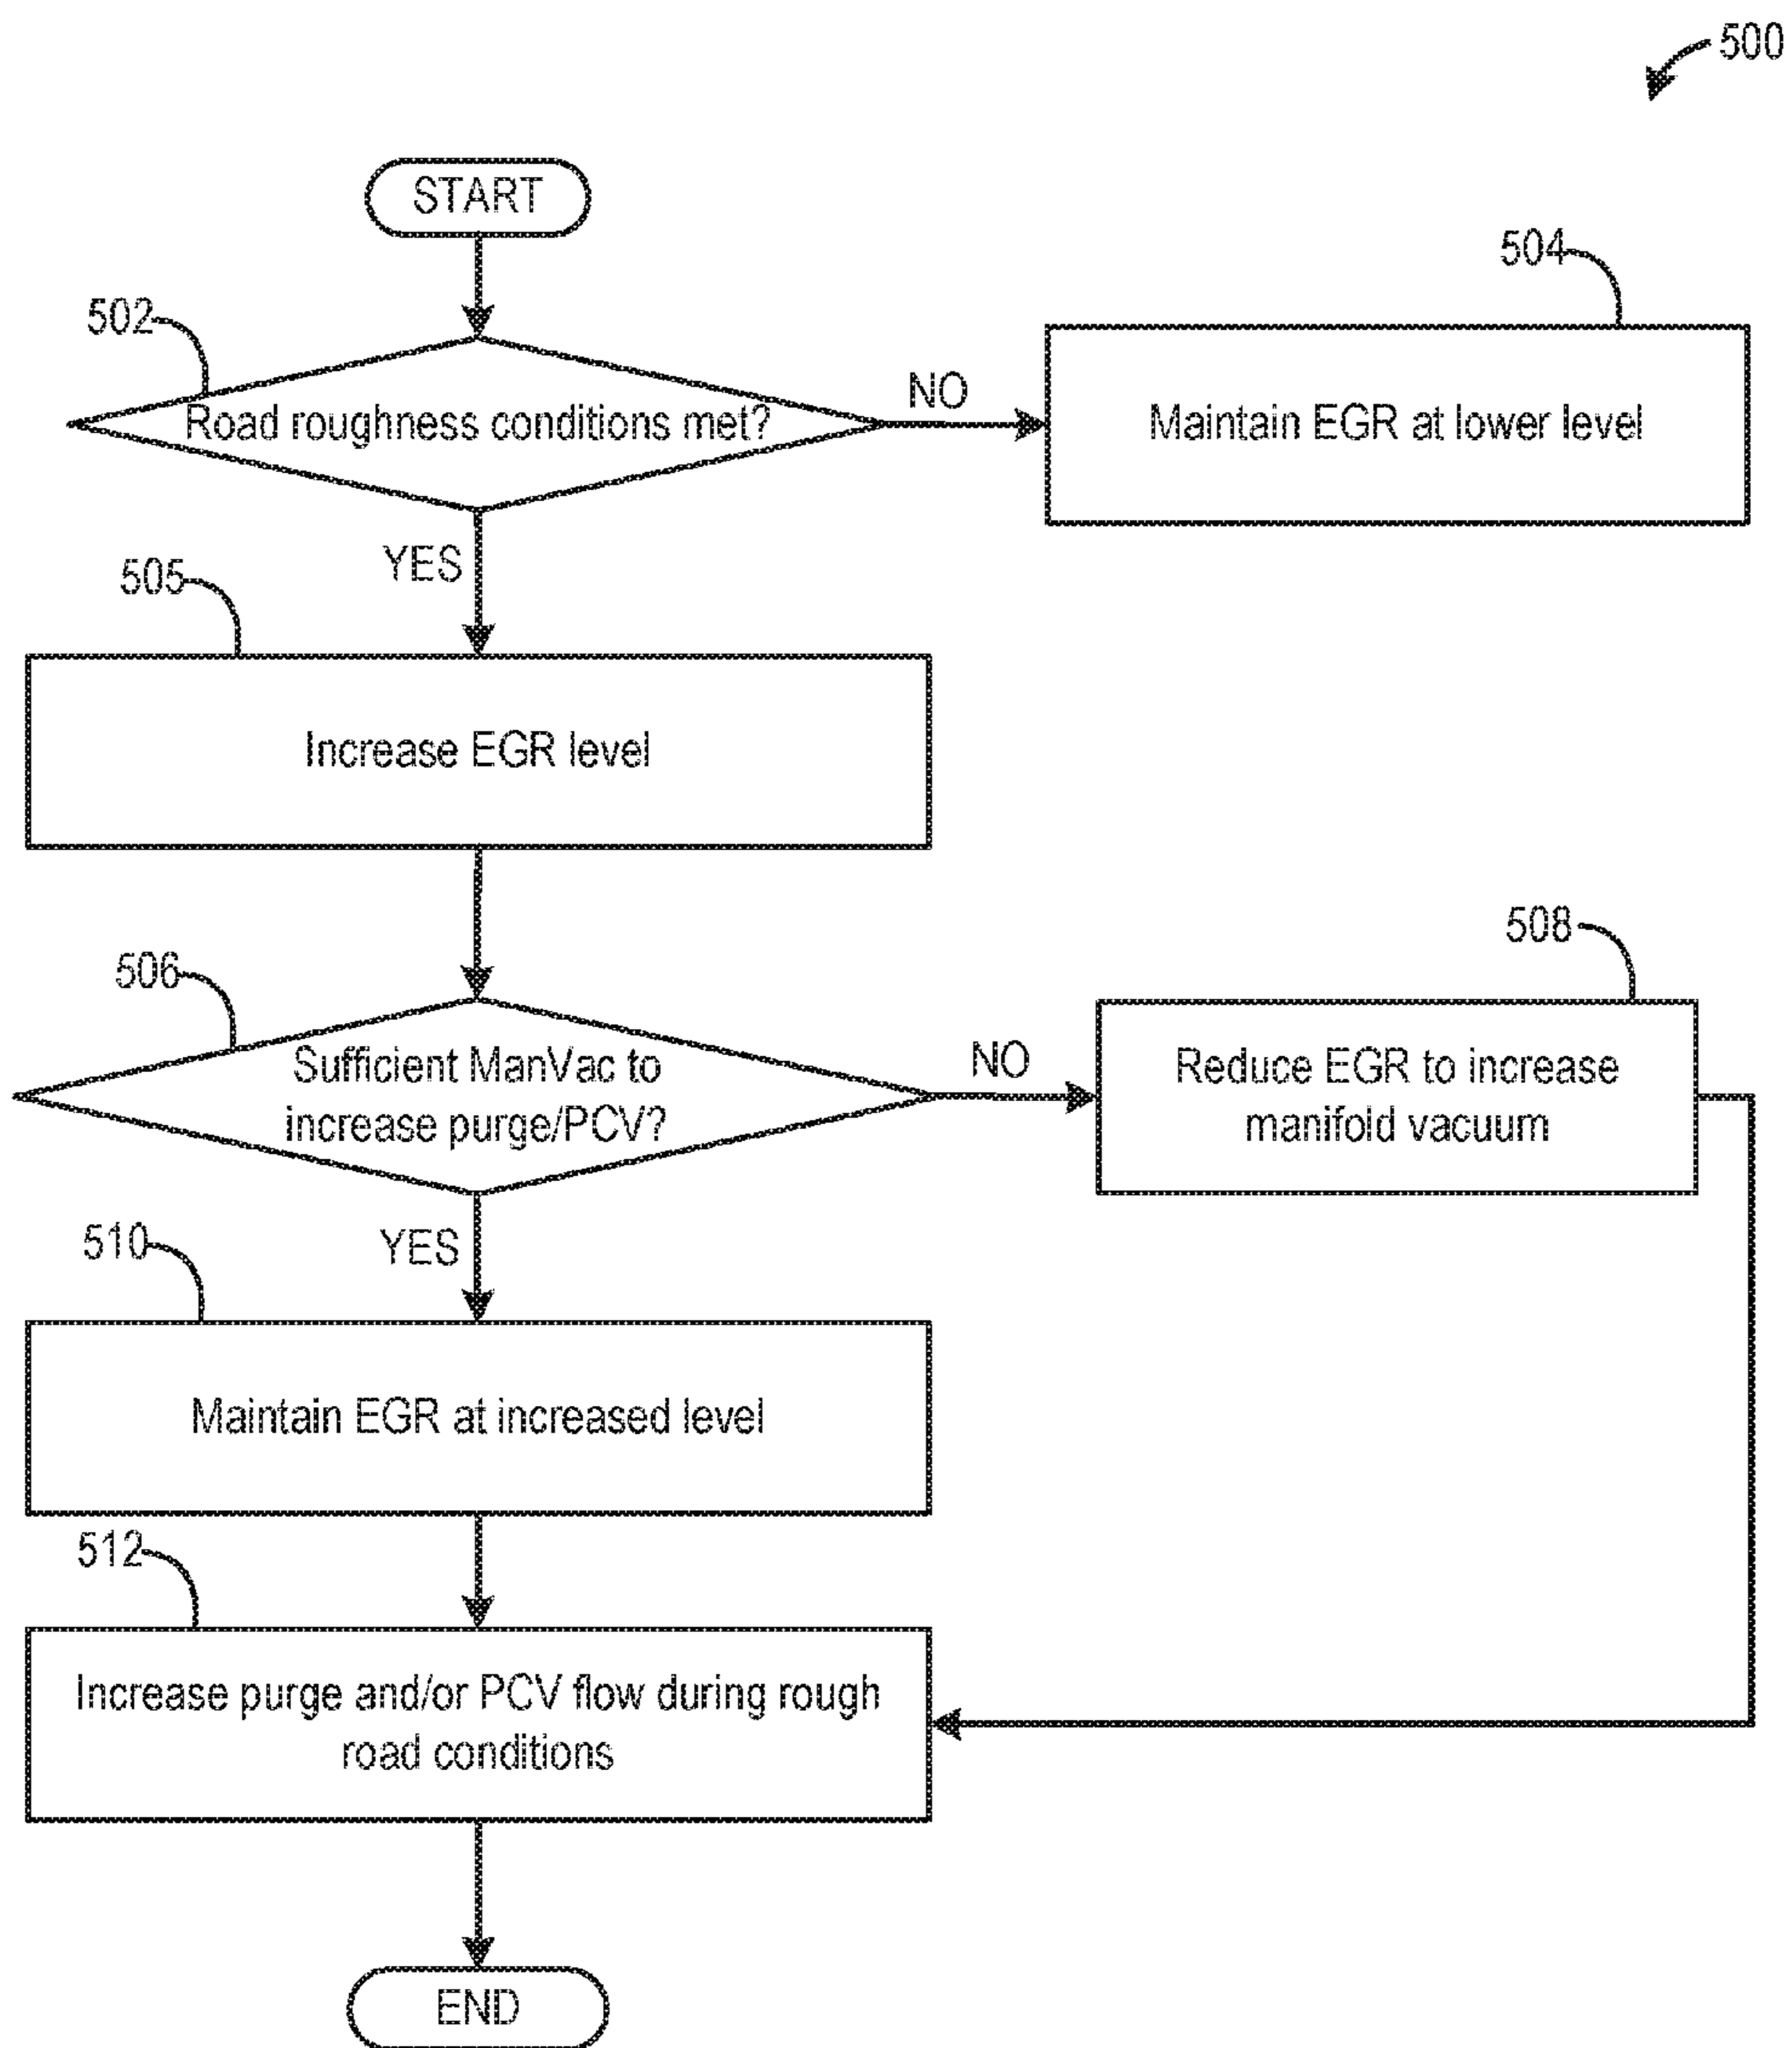 500
START
502
Road roughness conditions met?
NO
504
Maintain EGR at lower level
YES
505
Increase EGR level
506
Sufficient ManVac to
increase purge/PCV?
NO
508
Reduce EGR to increase
manifold vacuum
YES
510
Maintain EGR at increased level
512
Increase purge and/or PCV flow during rough
road conditions
END